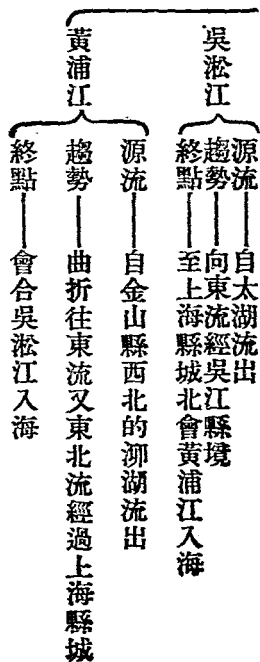 吳淞江
源流——自太湖流出
趨勢——向東流經吳江縣境
終點——至上海縣城北會黃浦江入海
黃浦江
源流——自金山縣西北的泖湖流出
趨勢——曲折往東流又東北流經過上海縣城
終點——會合吳淞江入海